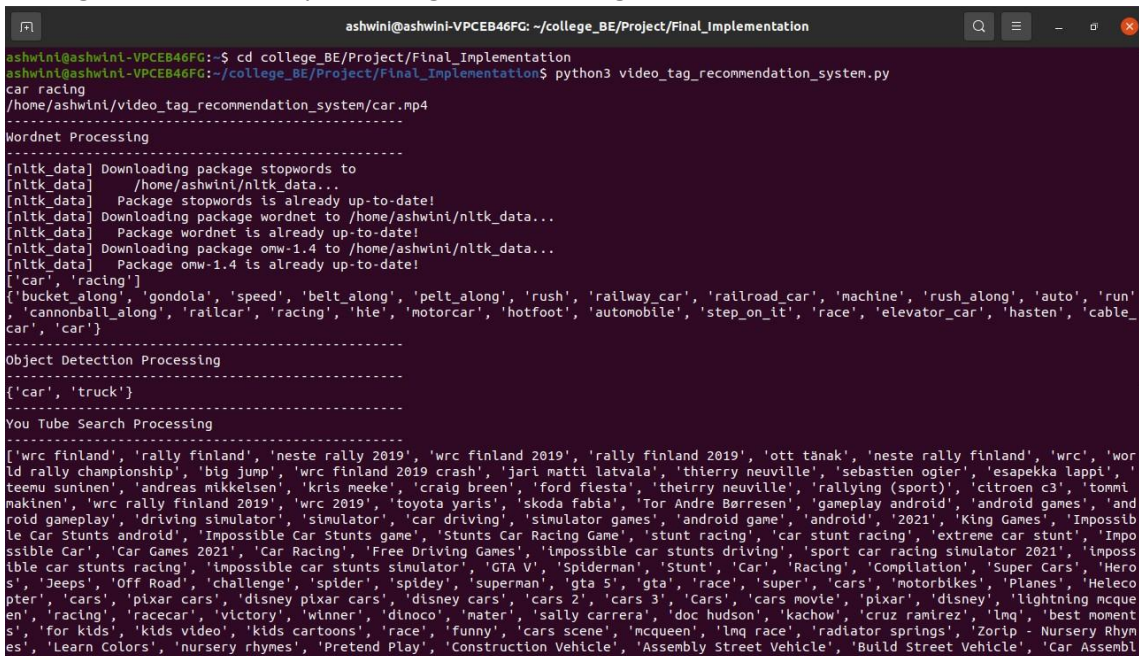 ashwini@ashwini-VPCEB46FG: ~/college_BE/Project/Final_Implementation
ashwini@ashwini-VPCEB46FG:~$ cd college_BE/Project/Final_Implementation
ashwini@ashwini-VPCEB46FG:~/college_BE/Project/Final_Implementation$ python3 video_tag_recommendation_system.py
car racing
/home/ashwini/video_tag_recommendation_system/car.mp4
----------------------------------------------------
Wordnet Processing
----------------------------------------------------
[nltk_data] Downloading package stopwords to
[nltk_data]     /home/ashwini/nltk_data...
[nltk_data]   Package stopwords is already up-to-date!
[nltk_data] Downloading package wordnet to /home/ashwini/nltk_data...
[nltk_data]   Package wordnet is already up-to-date!
[nltk_data] Downloading package omw-1.4 to /home/ashwini/nltk_data...
[nltk_data]   Package omw-1.4 is already up-to-date!
['car', 'racing']
{'bucket_along', 'gondola', 'speed', 'belt_along', 'pelt_along', 'rush', 'railway_car', 'railroad_car', 'machine', 'rush_along', 'auto', 'run'
, 'cannonball_along', 'railcar', 'racing', 'hie', 'motorcar', 'hotfoot', 'automobile', 'step_on_it', 'race', 'elevator_car', 'hasten', 'cable_
car', 'car'}
----------------------------------------------------
Object Detection Processing
----------------------------------------------------
{'car', 'truck'}
----------------------------------------------------
You Tube Search Processing
----------------------------------------------------
['wrc finland', 'rally finland', 'neste rally 2019', 'wrc finland 2019', 'rally finland 2019', 'ott tänak', 'neste rally finland', 'wrc', 'wor
ld rally championship', 'big jump', 'wrc finland 2019 crash', 'jari matti latvala', 'thierry neuville', 'sebastien ogier', 'esapekka lappi', '
teemu suninen', 'andreas mikkelsen', 'kris meeke', 'craig breen', 'ford fiesta', 'theirry neuville', 'rallying (sport)', 'citroen c3', 'tommi 
makinen', 'wrc rally finland 2019', 'wrc 2019', 'toyota yaris', 'skoda fabia', 'Tor Andre Børresen', 'gameplay android', 'android games', 'and
roid gameplay', 'driving simulator', 'simulator', 'car driving', 'simulator games', 'android game', 'android', '2021', 'King Games', 'Impossib
le Car Stunts android', 'Impossible Car Stunts game', 'Stunts Car Racing Game', 'stunt racing', 'car stunt racing', 'extreme car stunt', 'Impo
ssible Car', 'Car Games 2021', 'Car Racing', 'Free Driving Games', 'impossible car stunts driving', 'sport car racing simulator 2021', 'imposs
ible car stunts racing', 'impossible car stunts simulator', 'GTA V', 'Spiderman', 'Stunt', 'Car', 'Racing', 'Compilation', 'Super Cars', 'Hero
s', 'Jeeps', 'Off Road', 'challenge', 'spider', 'spidey', 'superman', 'gta 5', 'gta', 'race', 'super', 'cars', 'motorbikes', 'Planes', 'Heleco
pter', 'cars', 'pixar cars', 'disney pixar cars', 'disney cars', 'cars 2', 'cars 3', 'Cars', 'cars movie', 'pixar', 'disney', 'lightning mcque
en', 'racing', 'racecar', 'victory', 'winner', 'dinoco', 'mater', 'sally carrera', 'doc hudson', 'kachow', 'cruz ramirez', 'lmq', 'best moment
s', 'for kids', 'kids video', 'kids cartoons', 'race', 'funny', 'cars scene', 'mcqueen', 'lmq race', 'radiator springs', 'Zorip - Nursery Rhym
es', 'Learn Colors', 'nursery rhymes', 'Pretend Play', 'Construction Vehicle', 'Assembly Street Vehicle', 'Build Street Vehicle', 'Car Assembl